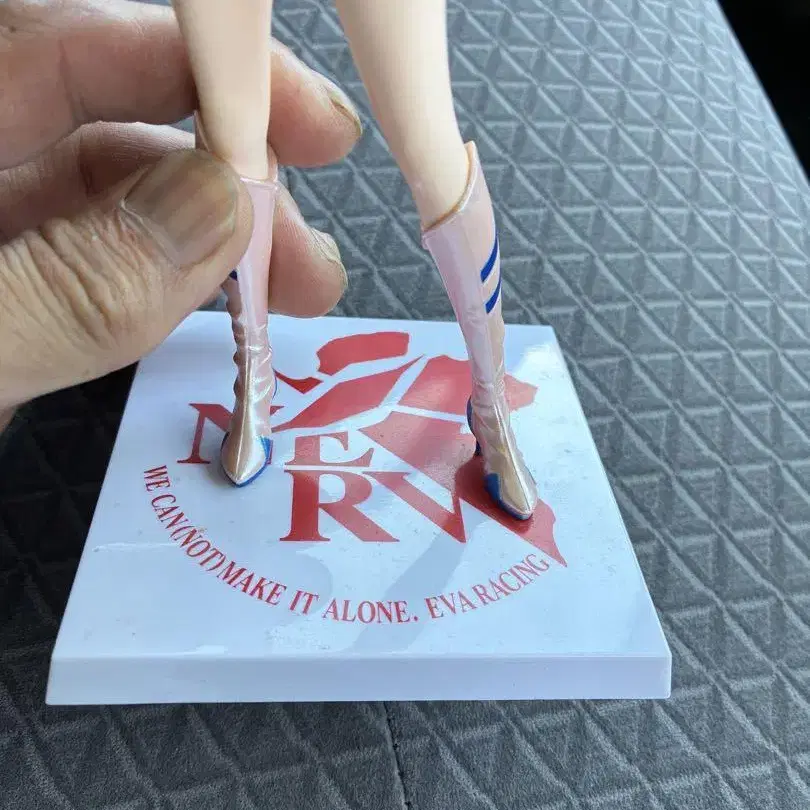 NERV
WE CAN (NOT) MAKE IT ALONE. EVA RACING